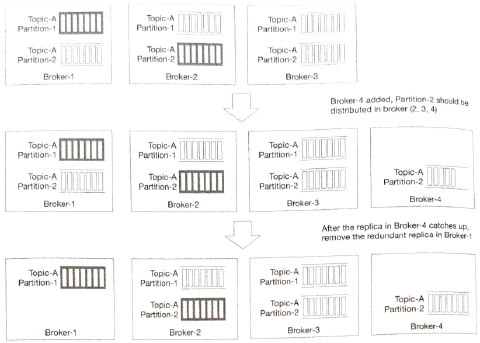 Topic-A
Partition-1
Topic-A
Partition-2
Broker-1
Topic-A
Partition-1
Topic-A
Partition-2
Broker-2
Topic-A
Partition-1
Topic-A
Partition-2
Broker-3
Broker-4 added, Partition-2 should be
distributed in broker (2, 3, 4)
Topic-A
Partition-1
Topic-A
Partition-2
Broker-1
Topic-A
Partition-1
Topic-A
Partition-2
Broker-2
Topic-A
Partition-1
Topic-A
Partition-2
Broker-3
Topic-A
Partition-2
Broker-4
After the replica in Broker-4 catches up,
remove the redundant replica in Broker-1
Topic-A
Partition-1
Broker-1
Topic-A
Partition-1
Topic-A
Partition-2
Broker-2
Topic-A
Partition-1
Topic-A
Partition-2
Broker-3
Topic-A
Partition-2
Broker-4